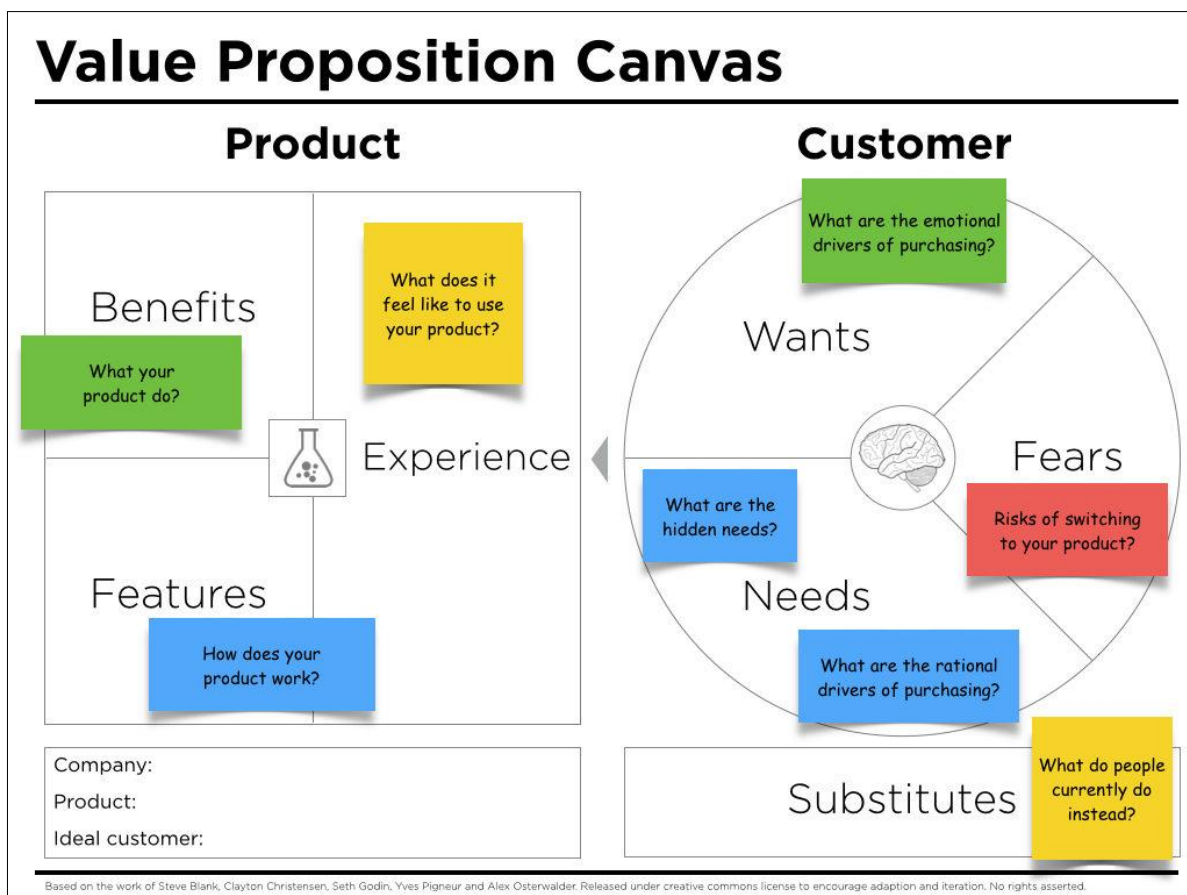 Value Proposition Canvas
Product
Customer
Benefits
What your
product do?
What does it
feel like to use
your product?
Experience
Features
How does your
product work?
What are the emotional
drivers of purchasing?
Wants
Fears
Risks of switching
to your product?
What are the
hidden needs?
Needs
What are the rational
drivers of purchasing?
Company:
Product:
Ideal customer:
Substitutes
What do people
currently do
instead?
Based on the work of Steve Blank, Clayton Christensen, Seth Godin, Yves Pigneur and Alex Osterwalder. Released under creative commons license to encourage adaption and iteration. No rights asserted.